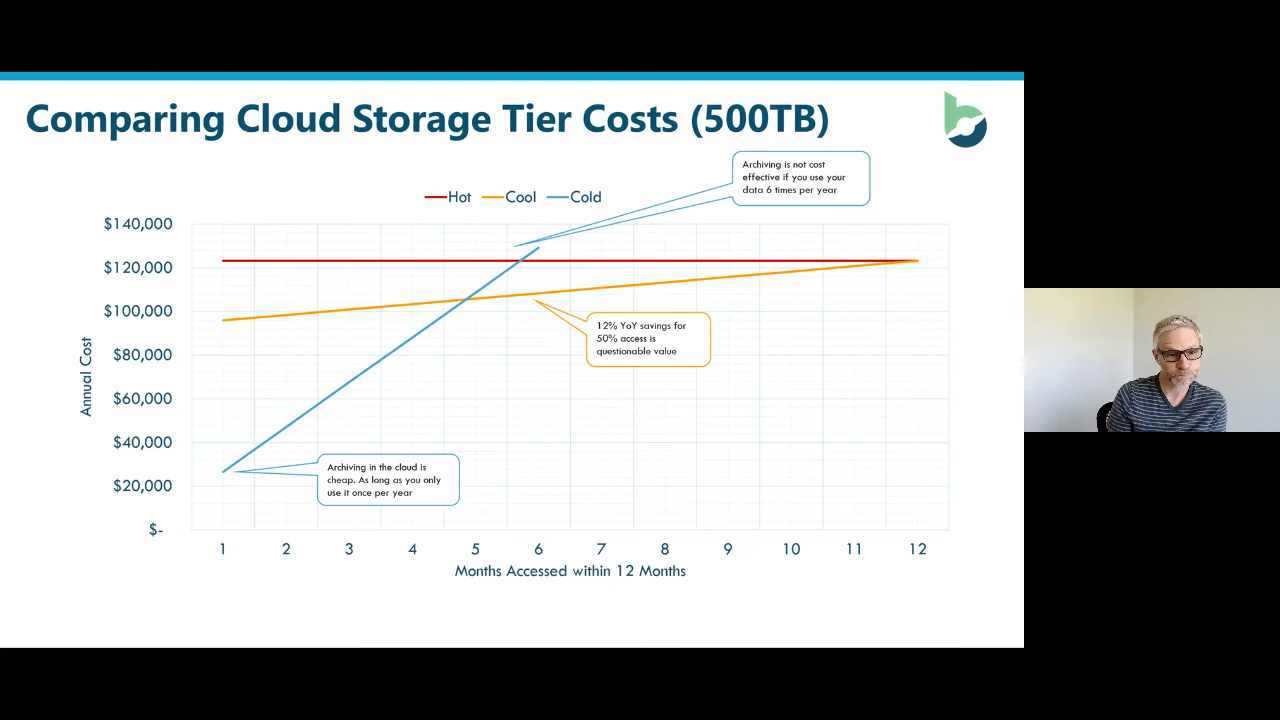 Comparing Cloud Storage Tier Costs (500TB)
Archiving is not cost
effective if you use your
data 6 times per year
Hot Cool Cold
$140,000
$120,000
$100,000
$80,000
$60,000
$40,000
$20,000
$-
Annual Cost
12% YoY savings for
50% access is
questionable value
Archiving in the cloud is
cheap. As long as you only
use it once per year
1 2 3 4 5 6 7 8 9 10 11 12
Months Accessed within 12 Months